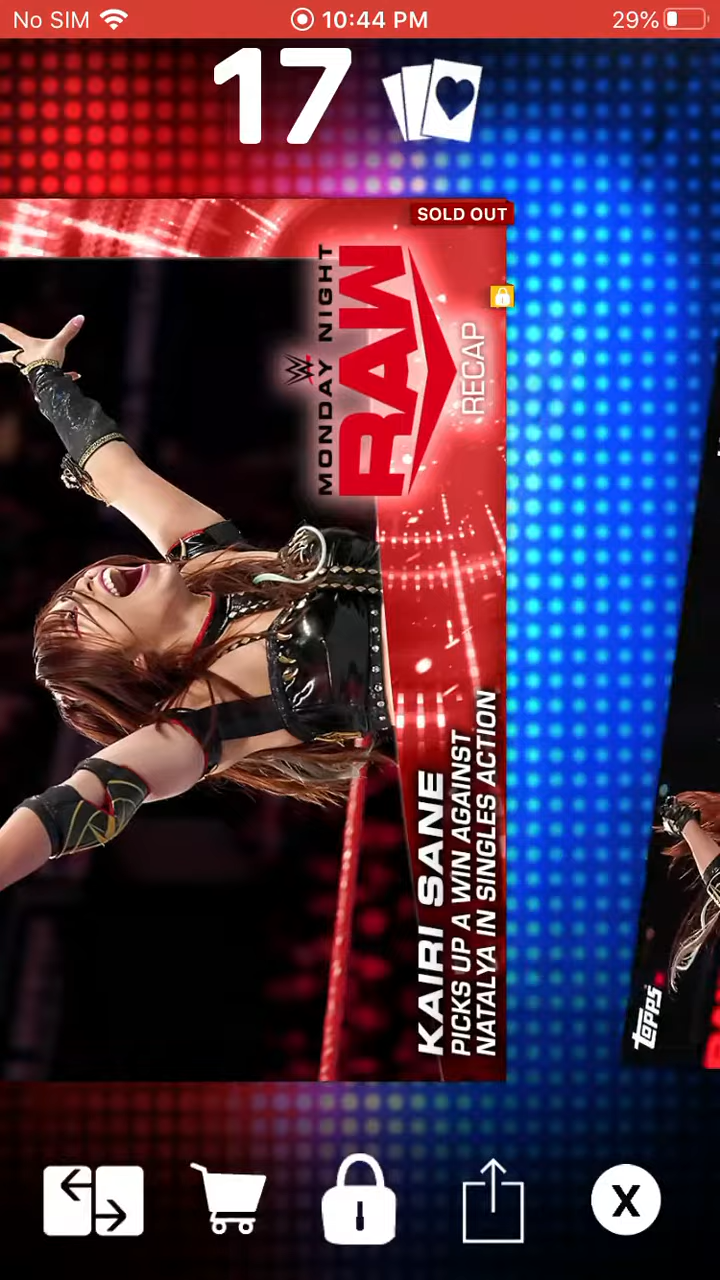 No SIM 10:44 PM 29%
17
SOLD OUT
W
MONDAY NIGHT
RAW
RECAP
KAIRI SANE
PICKS UP A WIN AGAINST
NATALYA IN SINGLES ACTION
topps
X